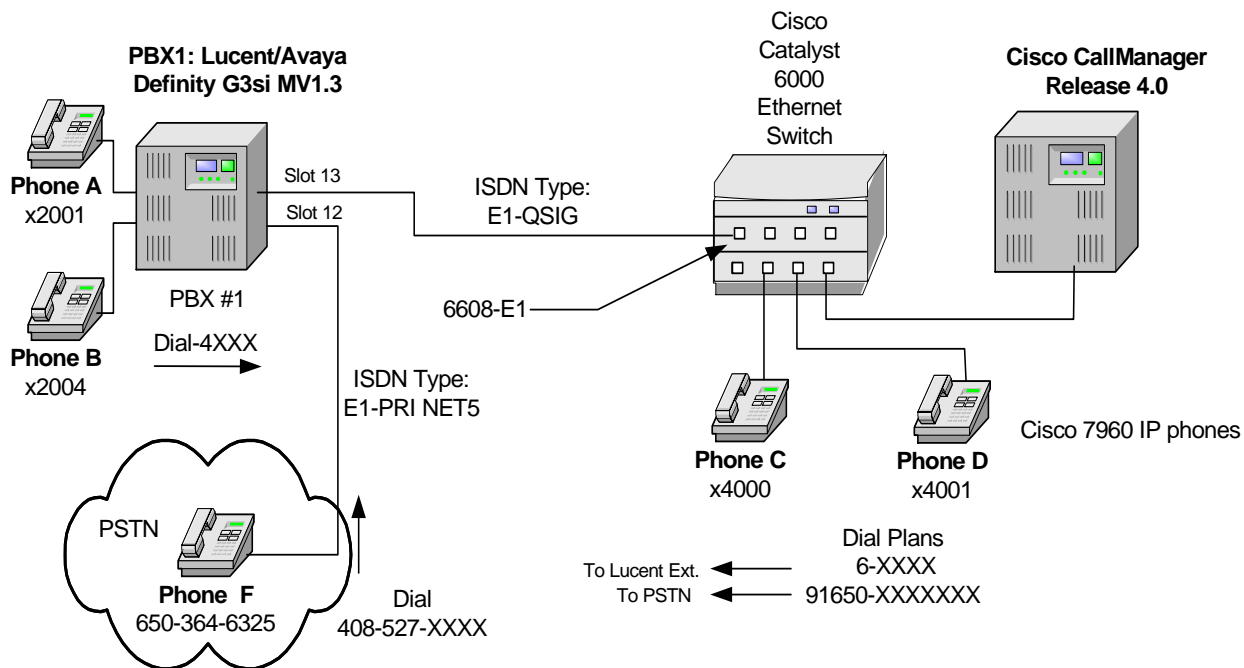 PBX1: Lucent/Avaya
Definity G3si MV1.3
Cisco
Catalyst
6000
Ethernet
Switch
Cisco CallManager
Release 4.0
Phone A
x2001
Slot 13
Slot 12
ISDN Type:
E1-QSIG
PBX #1
6608-E1
Phone B
x2004
Dial-4XXX
ISDN Type:
E1-PRI NET5
Phone C
x4000
Phone D
x4001
Cisco 7960 IP phones
PSTN
Phone F
650-364-6325
Dial
408-527-XXXX
Dial Plans
To Lucent Ext.
6-XXXX
To PSTN
91650-XXXXXXX